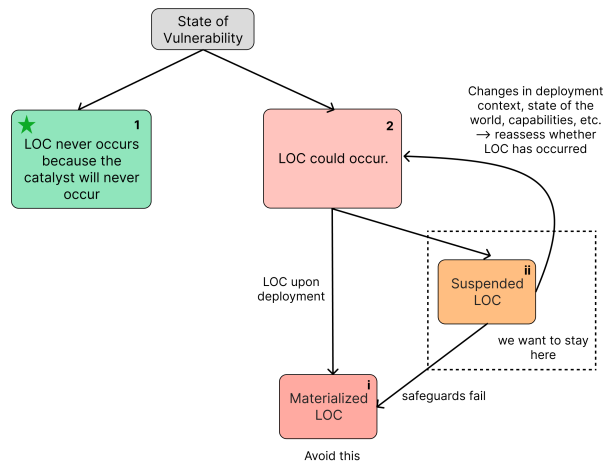 State of
Vulnerability
1
LOC never occurs
because the
catalyst will never
occur
2
LOC could occur.
Changes in deployment
context, state of the
world, capabilities, etc.
→ reassess whether
LOC has occurred
LOC upon
deployment
ii
Suspended
LOC
we want to stay
here
i
Materialized
LOC
safeguards fail
Avoid this